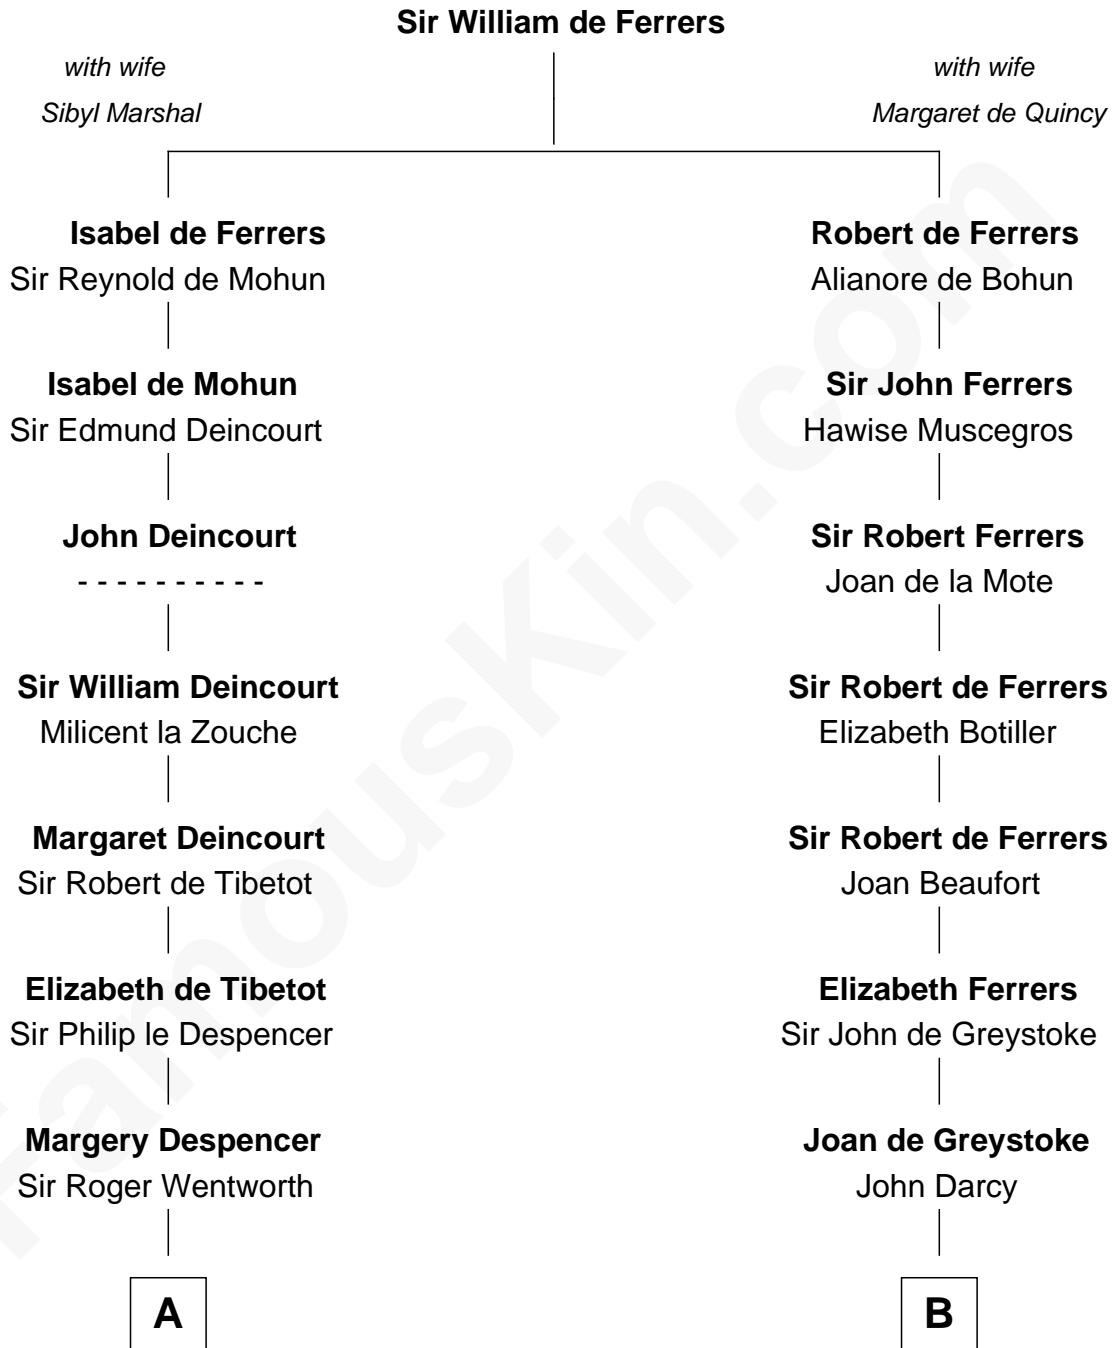 Sir William de Ferrers
with wife
Sibyl Marshal
with wife
Margaret de Quincy
Isabel de Ferrers
Sir Reynold de Mohun
Robert de Ferrers
Alianore de Bohun
Isabel de Mohun
Sir Edmund Deincourt
Sir John Ferrers
Hawise Muscegros
John Deincourt
- - - - - - - - - -
Sir Robert Ferrers
Joan de la Mote
Sir William Deincourt
Milicent la Zouche
Sir Robert de Ferrers
Elizabeth Botiller
Margaret Deincourt
Sir Robert de Tibetot
Sir Robert de Ferrers
Joan Beaufort
Elizabeth de Tibetot
Sir Philip le Despencer
Elizabeth Ferrers
Sir John de Greystoke
Margery Despencer
Sir Roger Wentworth
Joan de Greystoke
John Darcy
A
B
FamousKin.com